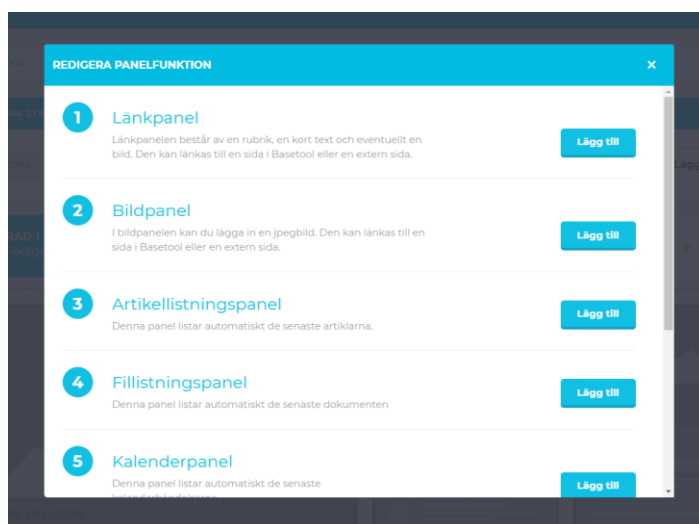 REDIGERA PANELFUNKTION
×
1
Länkpanel
Länkpanelen består av en rubrik, en kort text och eventuellt en
bild. Den kan länkas till en sida i Basetool eller en extern sida.
Lägg till
2
Bildpanel
I bildpanelen kan du lägga in en jpegbild. Den kan länkas till en
sida i Basetool eller en extern sida.
Lägg till
3
Artikellistningspanel
Denna panel listar automatiskt de senaste artiklarna.
Lägg till
4
Fillistningspanel
Denna panel listar automatiskt de senaste dokumenten
Lägg till
5
Kalenderpanel
Denna panel listar automatiskt de senaste
Lägg till
RAD 1